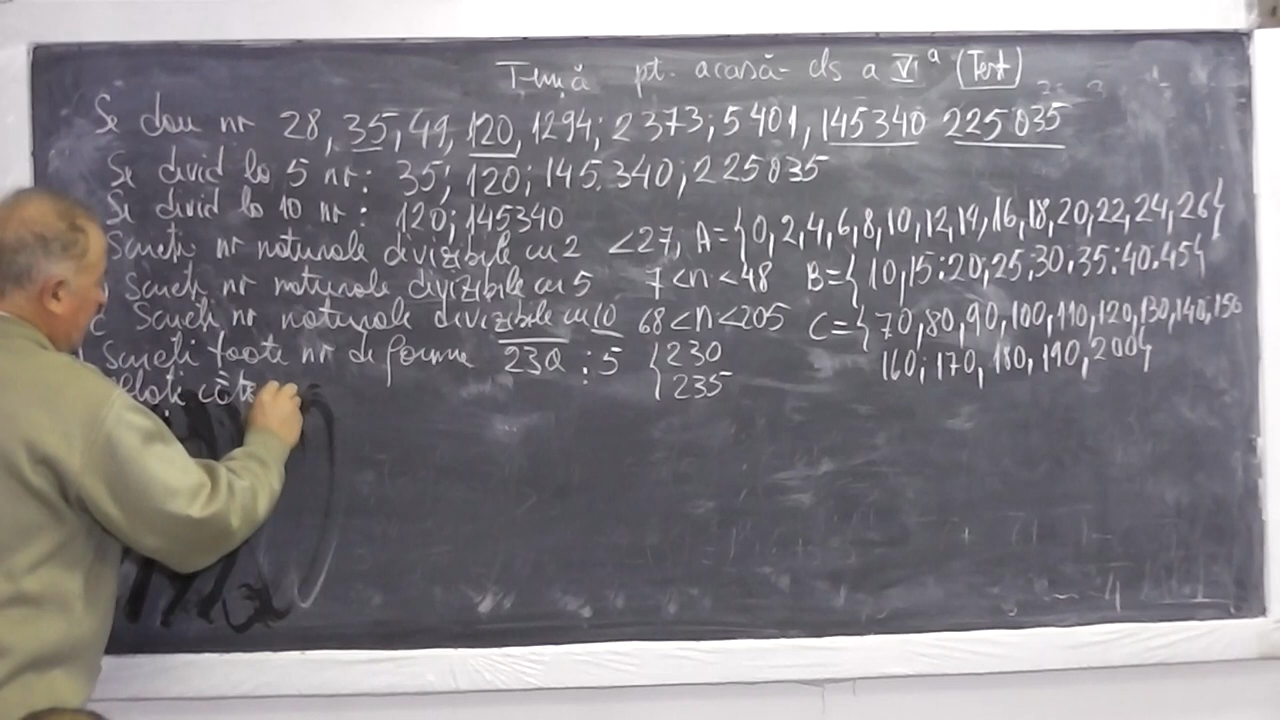 Temă pt. acasă cls a VI a (Test)
Se dau nr 28, 35, 49, 120, 1294; 2373; 5401, 145340 225035
Se divid la 5 nr: 35; 120; 145.340; 225035
Se divid la 10 nr: 120; 145340
Scrieți nr naturale divizibile cu 2 <27, A={0,2,4,6,8,10,12,14,16,18,20,22,24,26}
Scrieți nr naturale divizibile cu 5 7<n<48 B={10,15:20;25,30.35:40.45}
c Scrieți nr naturale divizibile cu 10 68<n<205 C={70,80,90,100,110,120,130,140,150
160; 170, 180, 190, 200}
Scrieți toate nr de forma 23a ⋮ 5 {230
235